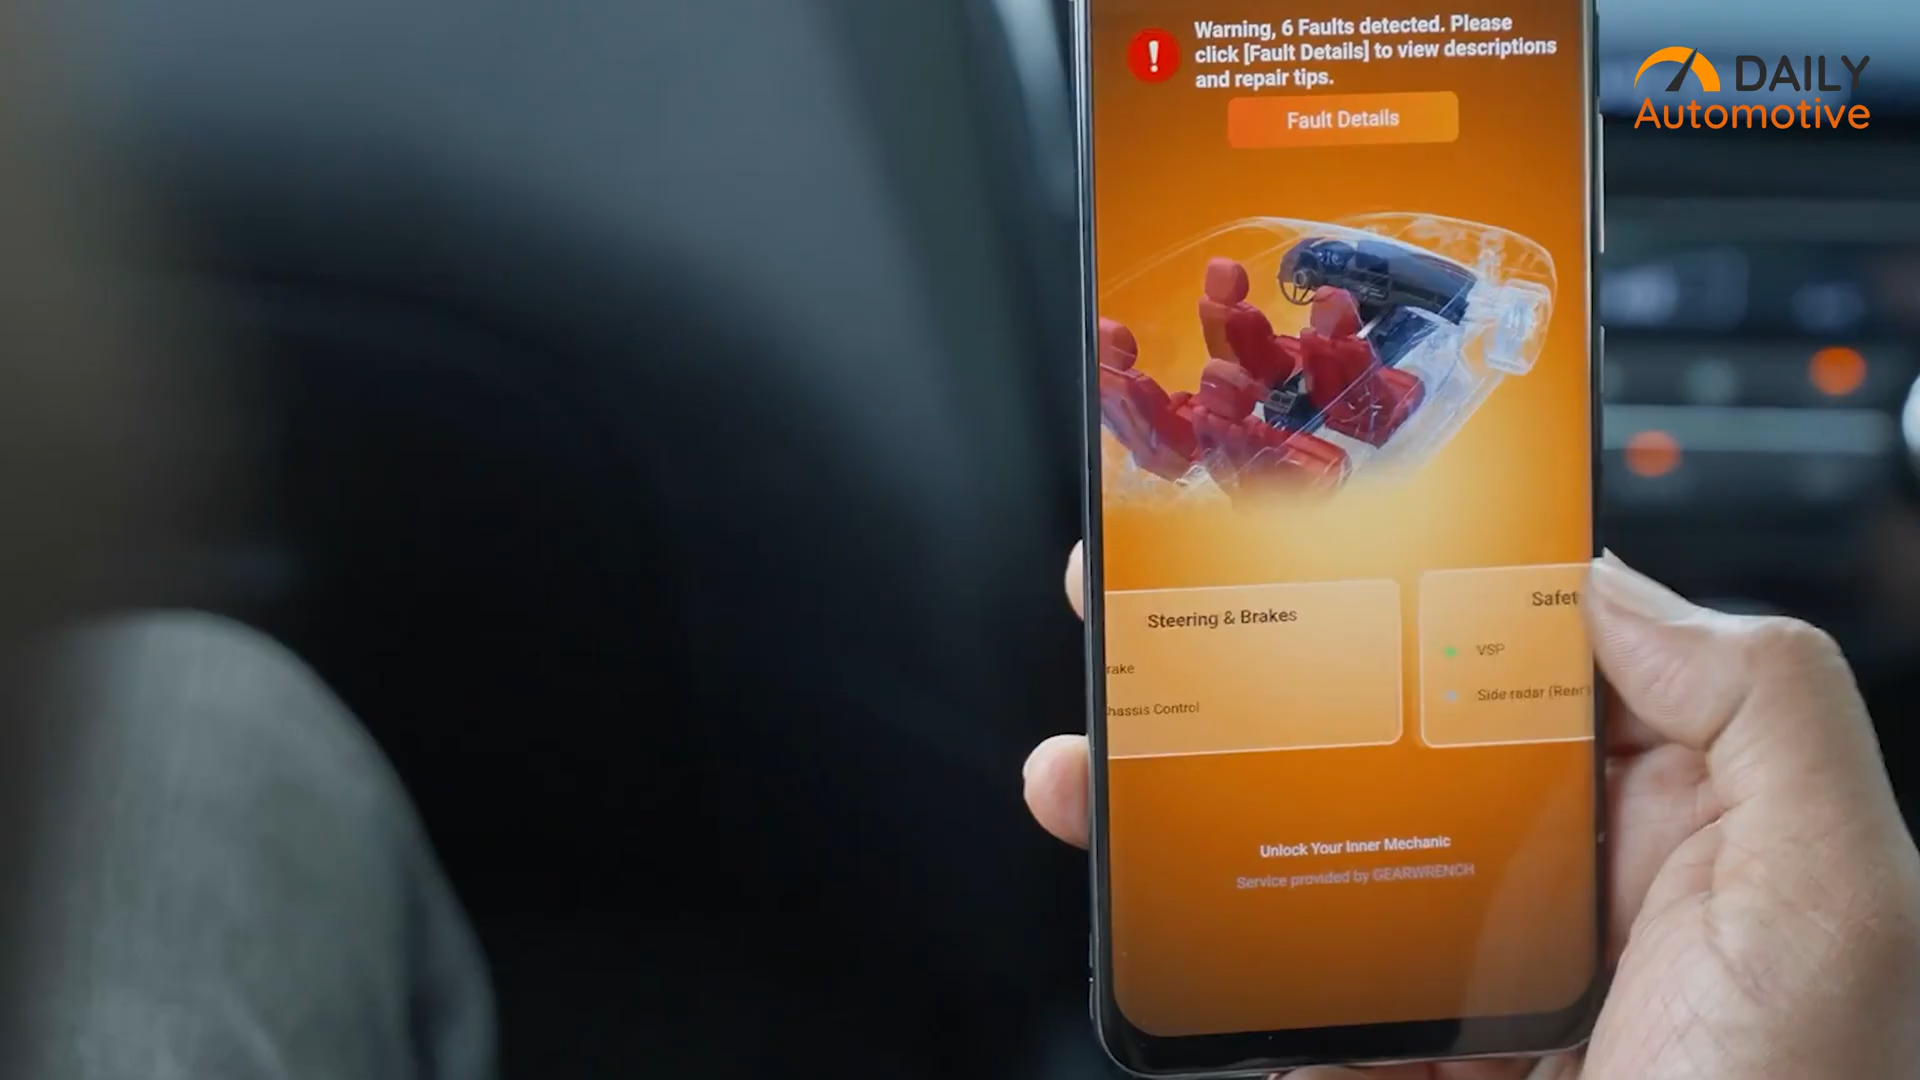 Warning, 6 Faults detected. Please
click [Fault Details] to view descriptions
and repair tips.
Fault Details
DAILY
Automotive
Steering & Brakes
rake
hassis Control
Safet
VSP
Side radar (Rear)
Unlock Your Inner Mechanic
Service provided by GEARWRENCH